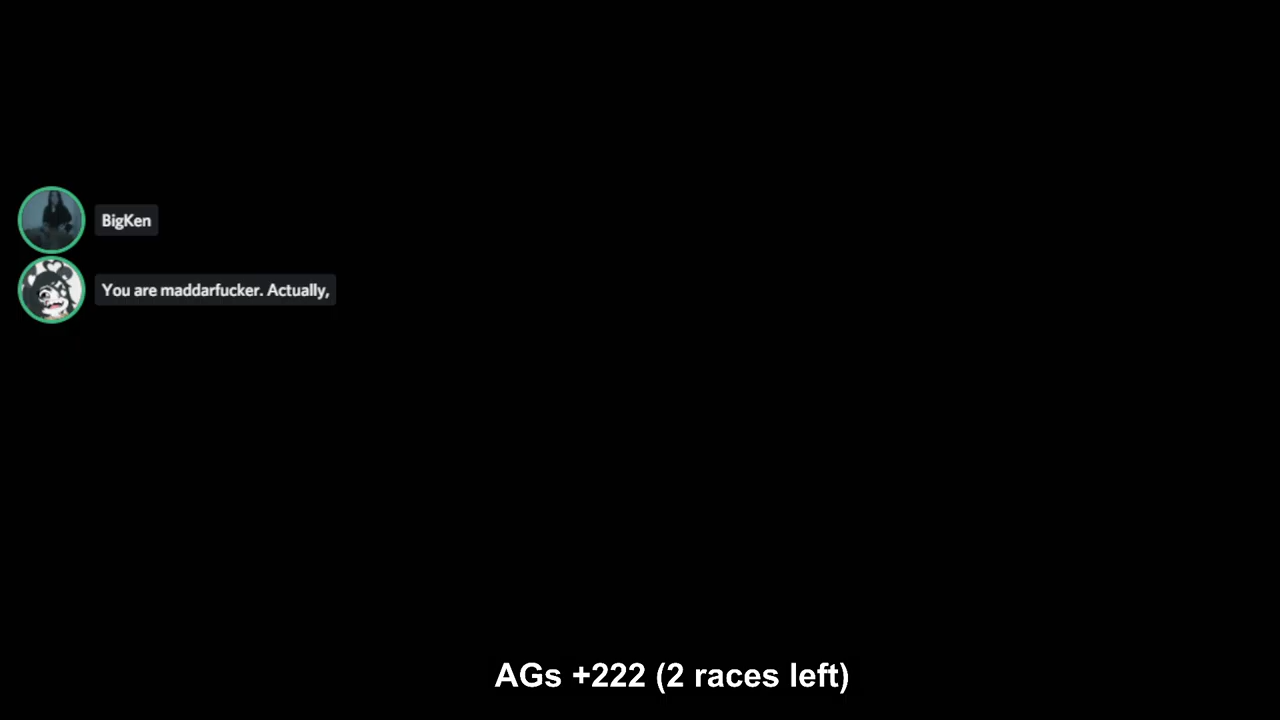 BigKen
You are maddarfucker. Actually,
AGs +222 (2 races left)